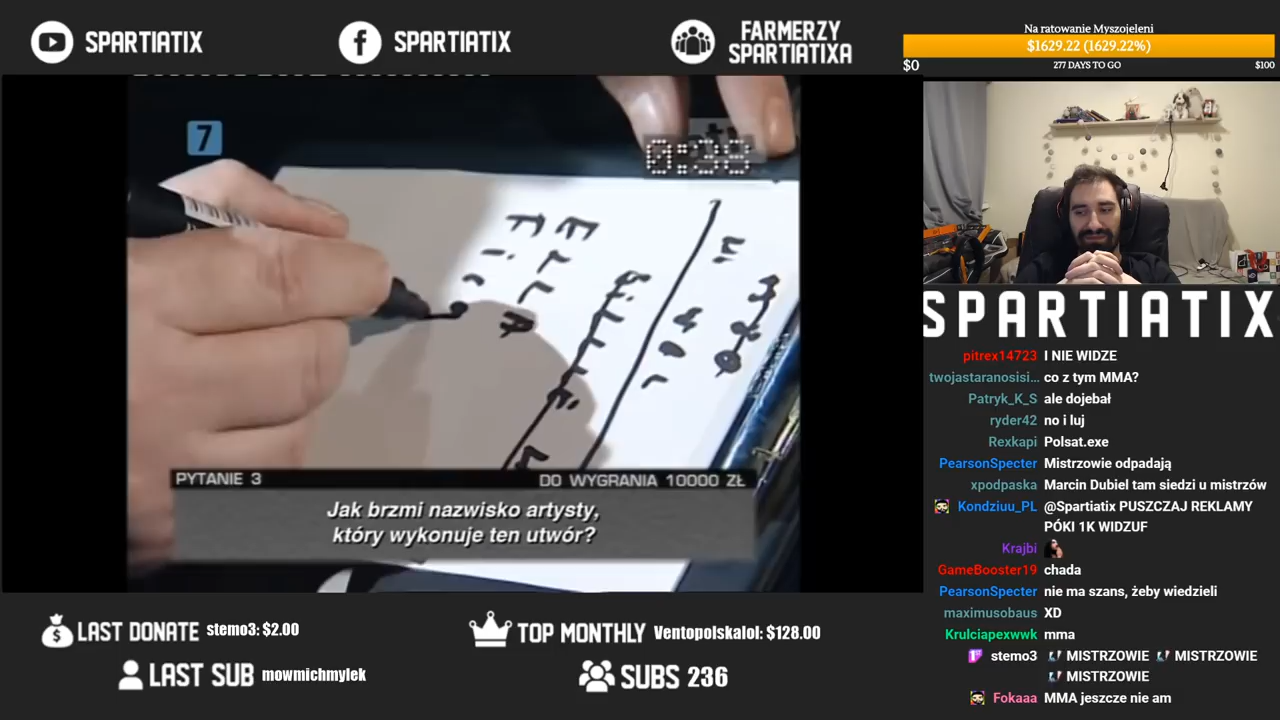 SPARTIATIX
SPARTIATIX
FARMERZY
SPARTIATIXA
Na ratowanie Myszojeleni
$1629.22 (1629.22%)
$0
277 DAYS TO GO
$100
7
0:38
PYTANIE 3
DO WYGRANIA 10000 ZŁ
Jak brzmi nazwisko artysty,
który wykonuje ten utwór?
SPARTIATIX
pitrex14723 I NIE WIDZE
twojastaranosisi... co z tym MMA?
Patryk_K_S ale dojebał
ryder42 no i luj
Rexkapi Polsat.exe
PearsonSpecter Mistrzowie odpadają
xpodpaska Marcin Dubiel tam siedzi u mistrzów
Kondziuu_PL @Spartiatix PUSZCZAJ REKLAMY
PÓKI 1K WIDZUF
Krajbi
GameBooster19 chada
PearsonSpecter nie ma szans, żeby wiedzieli
maximusobaus XD
Krulciapexwwk mma
stemo3 MISTRZOWIE MISTRZOWIE
MISTRZOWIE
Fokaaa MMA jeszcze nie am
LAST DONATE stemo3: $2.00
TOP MONTHLY Ventopolskalol: $128.00
LAST SUB mowmichmylek
SUBS 236